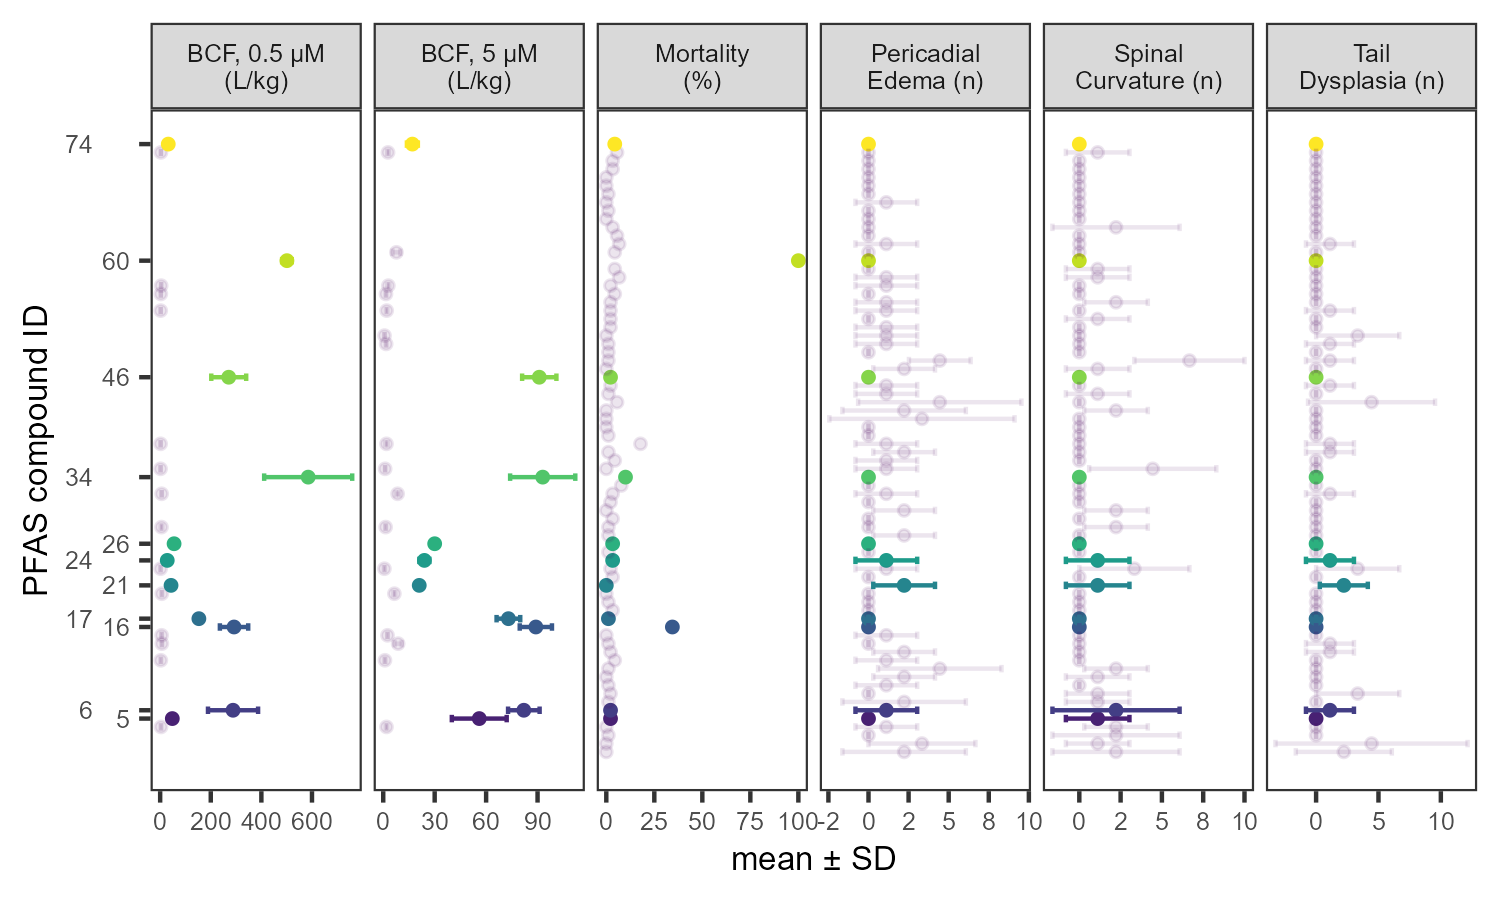 BCF, 0.5 µM
(L/kg)
BCF, 5 µM
(L/kg)
Mortality
(%)
Pericadial
Edema (n)
Spinal
Curvature (n)
Tail
Dysplasia (n)
PFAS compound ID
74
60
46
34
26
24
21
17
16
6
5
0 200 400 600
0 30 60 90
0 25 50 75 100
-2 0 2 5 8 10
0 2 5 8 10
0 5 10
mean ± SD